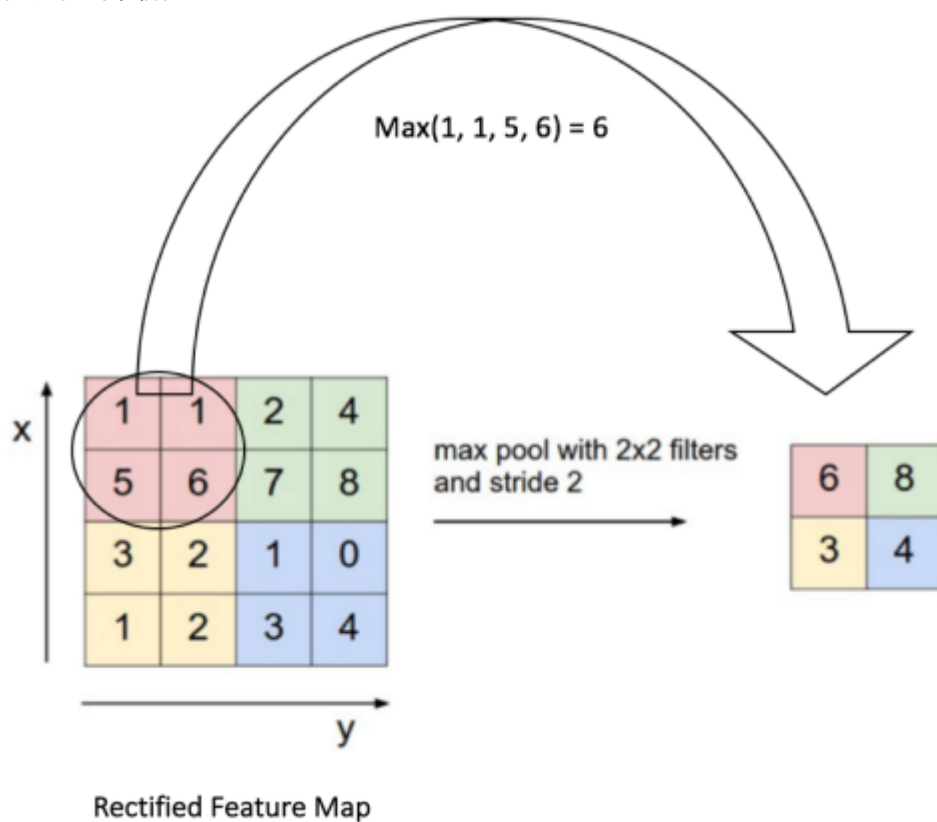 Max(1, 1, 5, 6) = 6
x
1 1 2 4
5 6 7 8
3 2 1 0
1 2 3 4
max pool with 2x2 filters
and stride 2
6 8
3 4
y
Rectified Feature Map